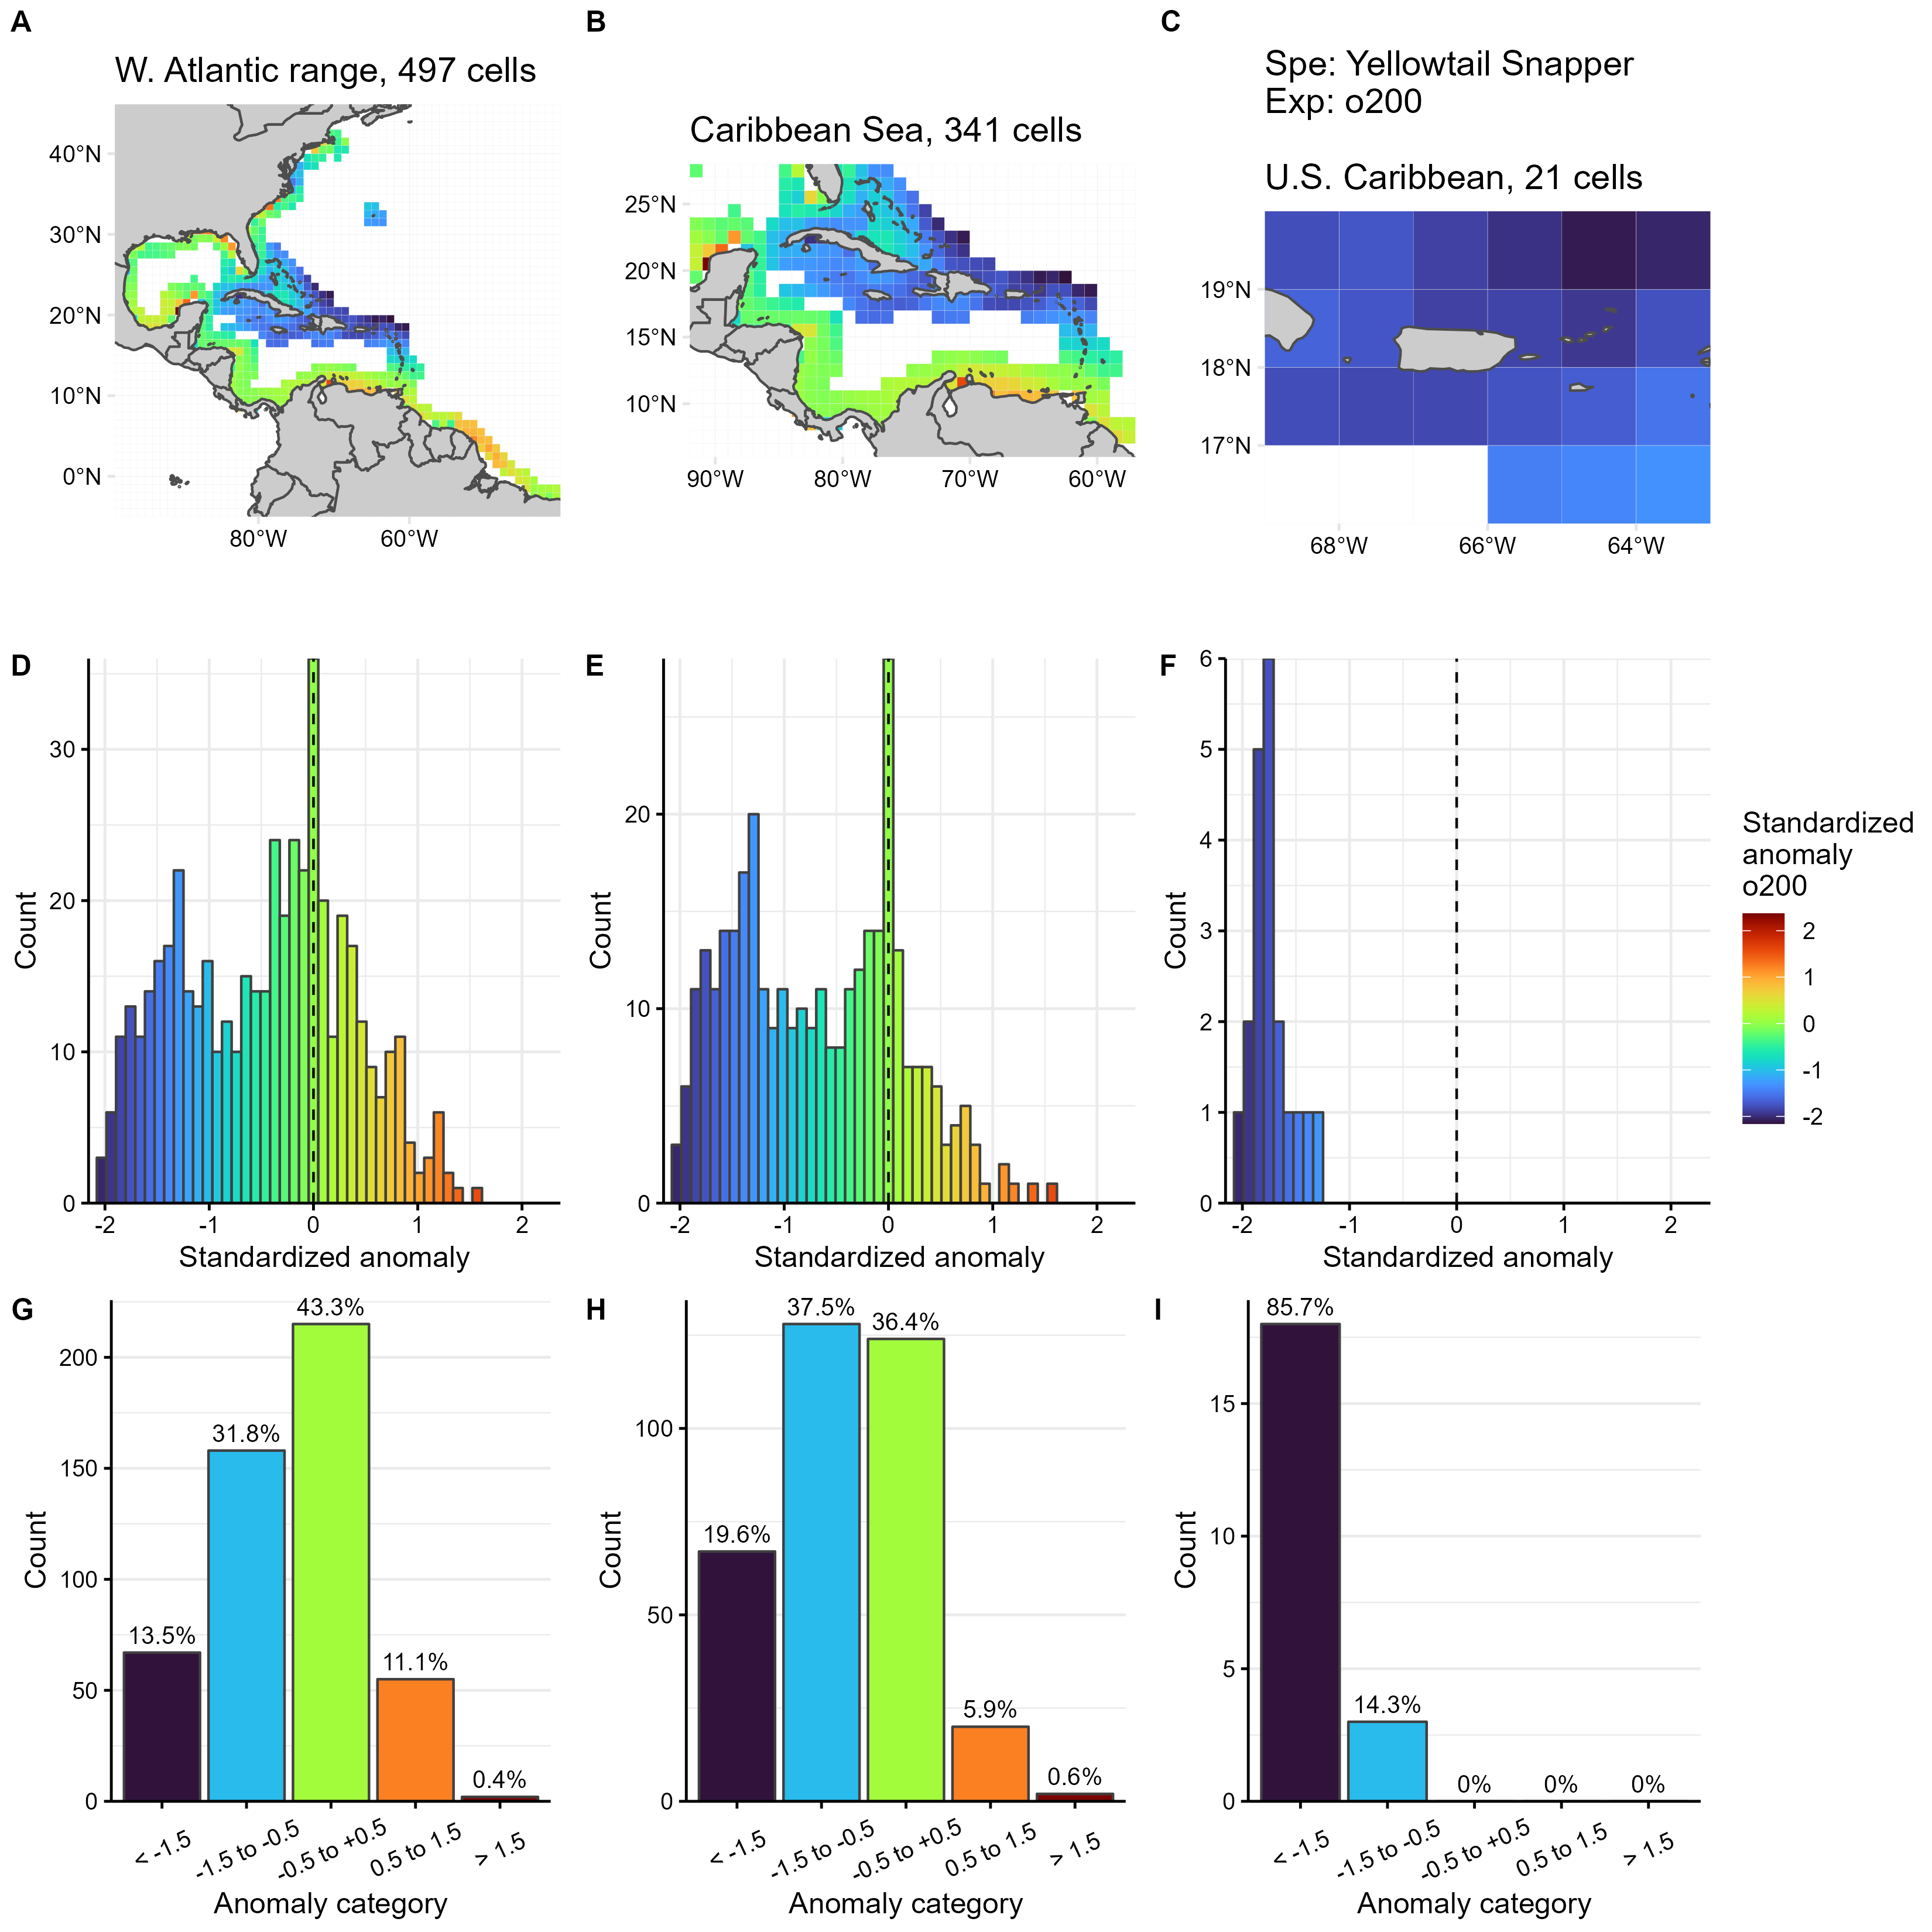 A
B
C
W. Atlantic range, 497 cells
Caribbean Sea, 341 cells
Spe: Yellowtail Snapper
Exp: o200
U.S. Caribbean, 21 cells
40°N
30°N
20°N
10°N
0°N
80°W
60°W
25°N
20°N
15°N
10°N
90°W
80°W
70°W
60°W
19°N
18°N
17°N
68°W
66°W
64°W
D
Count
30
20
10
0
-2
-1
0
1
2
Standardized anomaly
E
Count
20
10
0
-2
-1
0
1
2
Standardized anomaly
F
Count
6
5
4
3
2
1
0
-2
-1
0
1
2
Standardized anomaly
Standardized
anomaly
o200
2
1
0
-1
-2
G
Count
200
150
100
50
0
13.5%
31.8%
43.3%
11.1%
0.4%
< -1.5
-1.5 to -0.5
-0.5 to +0.5
0.5 to 1.5
> 1.5
Anomaly category
H
Count
100
50
0
19.6%
37.5%
36.4%
5.9%
0.6%
< -1.5
-1.5 to -0.5
-0.5 to +0.5
0.5 to 1.5
> 1.5
Anomaly category
I
Count
15
10
5
0
85.7%
14.3%
0%
0%
0%
< -1.5
-1.5 to -0.5
-0.5 to +0.5
0.5 to 1.5
> 1.5
Anomaly category